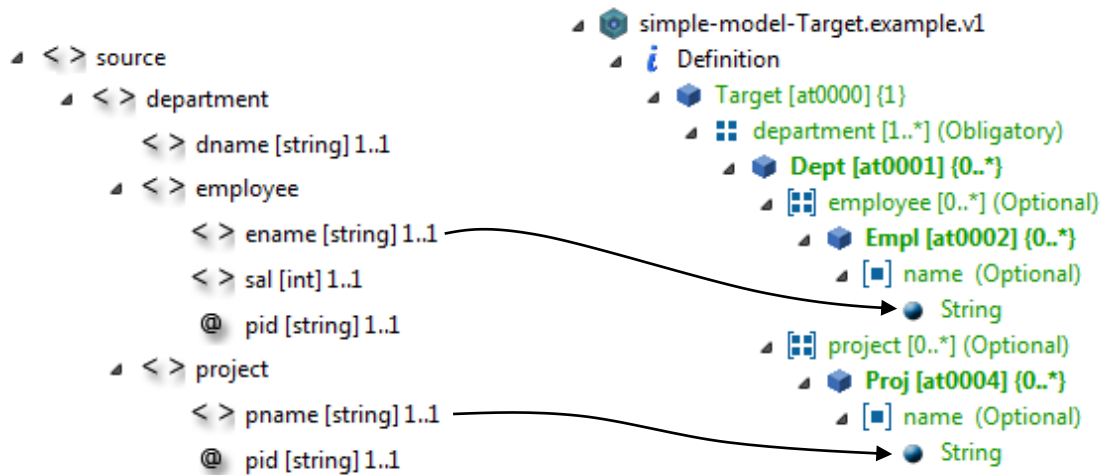 source
department
dname [string] 1..1
employee
ename [string] 1..1
sal [int] 1..1
@ pid [string] 1..1
project
pname [string] 1..1
@ pid [string] 1..1
simple-model-Target.example.v1
i Definition
Target [at0000] {1}
department [1..*] (Obligatory)
Dept [at0001] {0..*}
employee [0..*] (Optional)
Empl [at0002] {0..*}
name (Optional)
String
project [0..*] (Optional)
Proj [at0004] {0..*}
name (Optional)
String